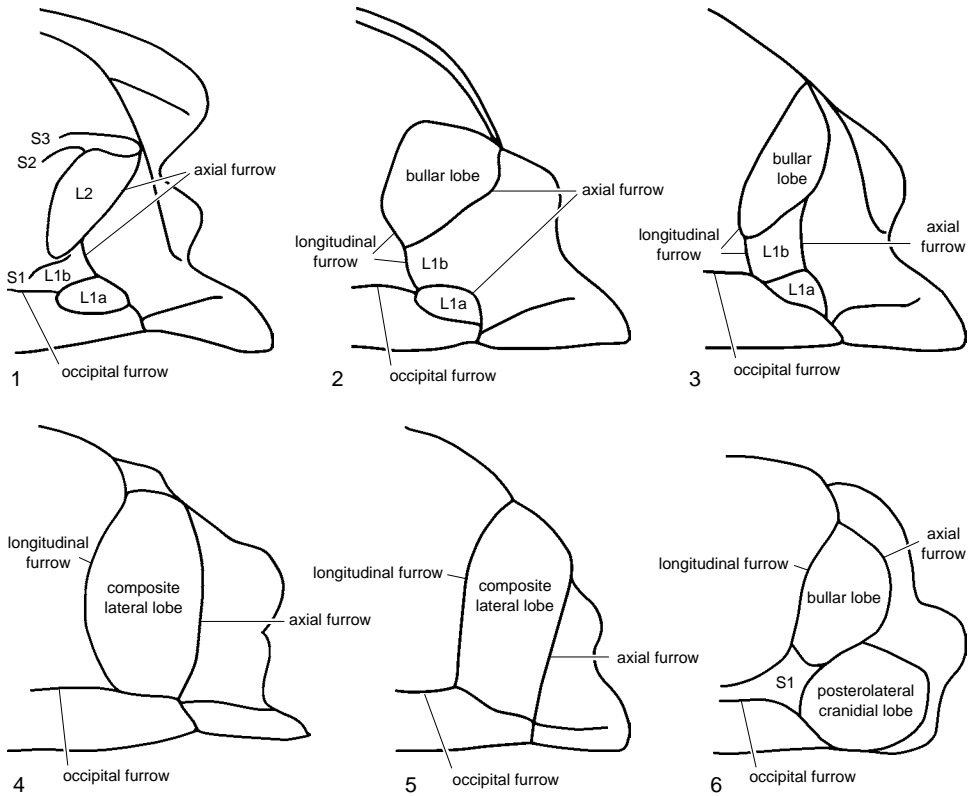 S3
S2
L2
axial furrow
S1
L1b
L1a
occipital furrow
1
bullar lobe
axial furrow
longitudinal
furrow
L1b
L1a
occipital furrow
2
bullar
lobe
longitudinal
furrow
L1b
axial
furrow
L1a
occipital furrow
3
longitudinal
furrow
composite
lateral lobe
axial furrow
occipital furrow
4
longitudinal furrow
composite
lateral lobe
axial furrow
occipital furrow
5
axial
furrow
longitudinal furrow
bullar lobe
S1
posterolateral
cranidial lobe
occipital furrow
6